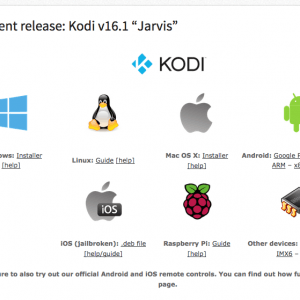 ent release: Kodi v16.1 “Jarvis”
KODI
ows: Installer
[help]
Linux: Guide [help]
Mac OS X: Installer
[help]
Android: Google P
ARM – x8
iOS
iOS (jailbroken): .deb file
[help/guide]
Raspberry Pi: Guide
[help]
Other devices:
IMX6 –
re to also try out our official Android and iOS remote controls. You can find out how fu
page.